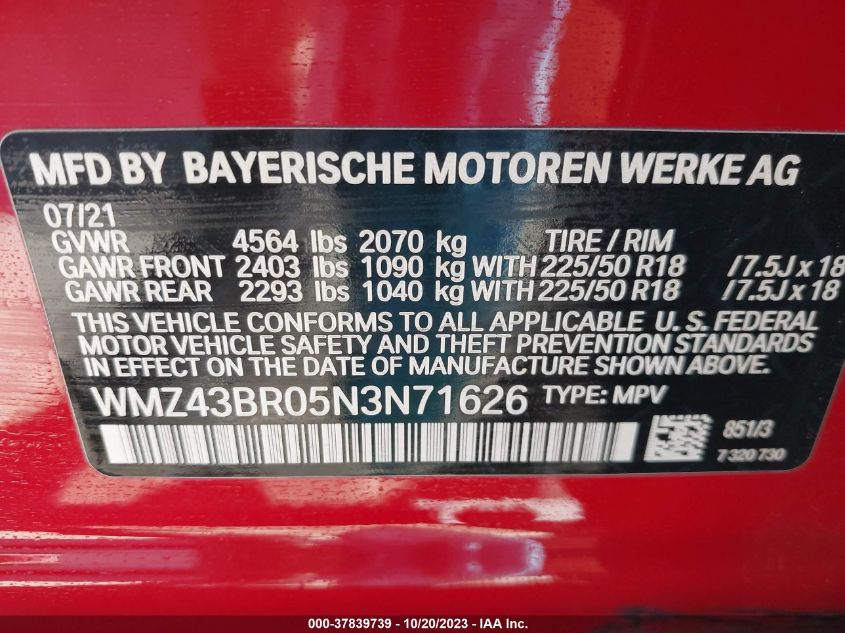 MFD BY BAYERISCHE MOTOREN WERKE AG
07/21
GVWR 4564 lbs 2070 kg TIRE / RIM
GAWR FRONT 2403 lbs 1090 kg WITH 225/50 R18 / 7.5J x 18
GAWR REAR 2293 lbs 1040 kg WITH 225/50 R18 / 7.5J x 18
THIS VEHICLE CONFORMS TO ALL APPLICABLE U. S. FEDERAL
MOTOR VEHICLE SAFETY AND THEFT PREVENTION STANDARDS
IN EFFECT ON THE DATE OF MANUFACTURE SHOWN ABOVE.
WMZ43BR05N3N71626 TYPE: MPV
851/3
7 320 730
000-37839739 - 10/20/2023 - IAA Inc.